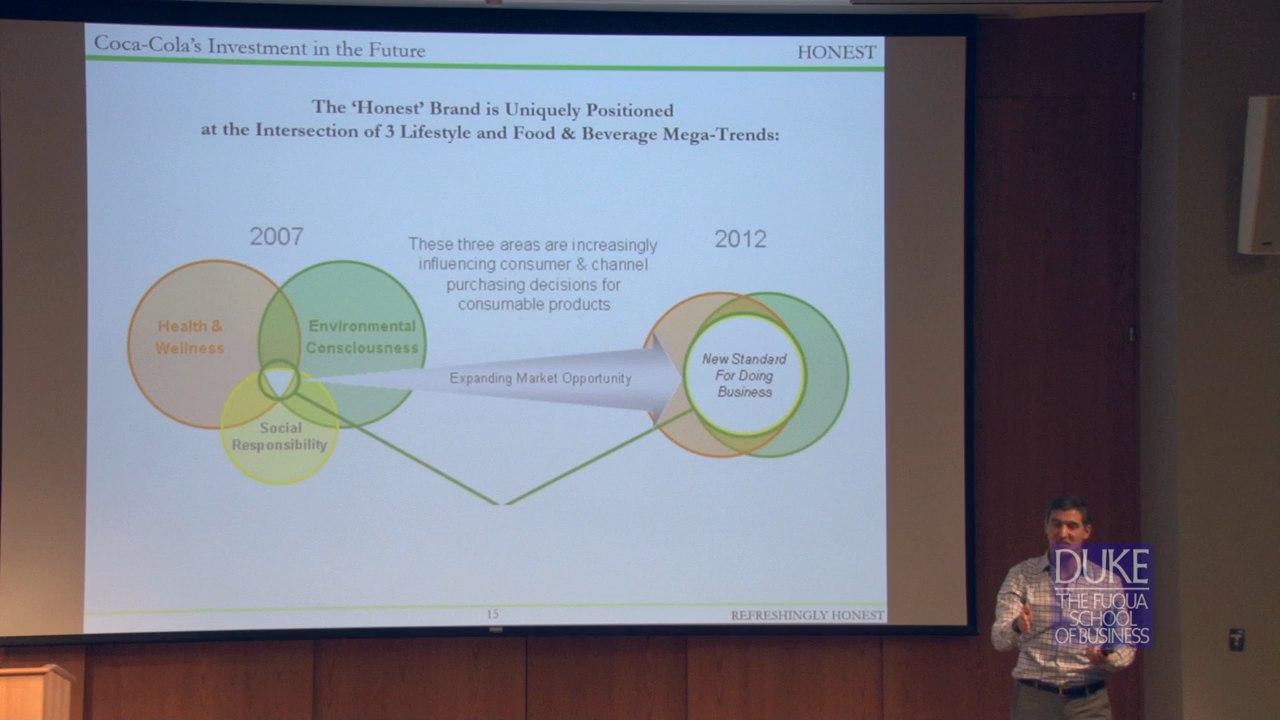 Coca-Cola's Investment in the Future
HONEST
The ‘Honest’ Brand is Uniquely Positioned
at the Intersection of 3 Lifestyle and Food & Beverage Mega-Trends:
2007
These three areas are increasingly
influencing consumer & channel
purchasing decisions for
consumable products
2012
Health &
Wellness
Environmental
Consciousness
Social
Responsibility
Expanding Market Opportunity
New Standard
For Doing
Business
15
REFRESHINGLY HONEST
DUKE
THE FUQUA
SCHOOL
OF BUSINESS